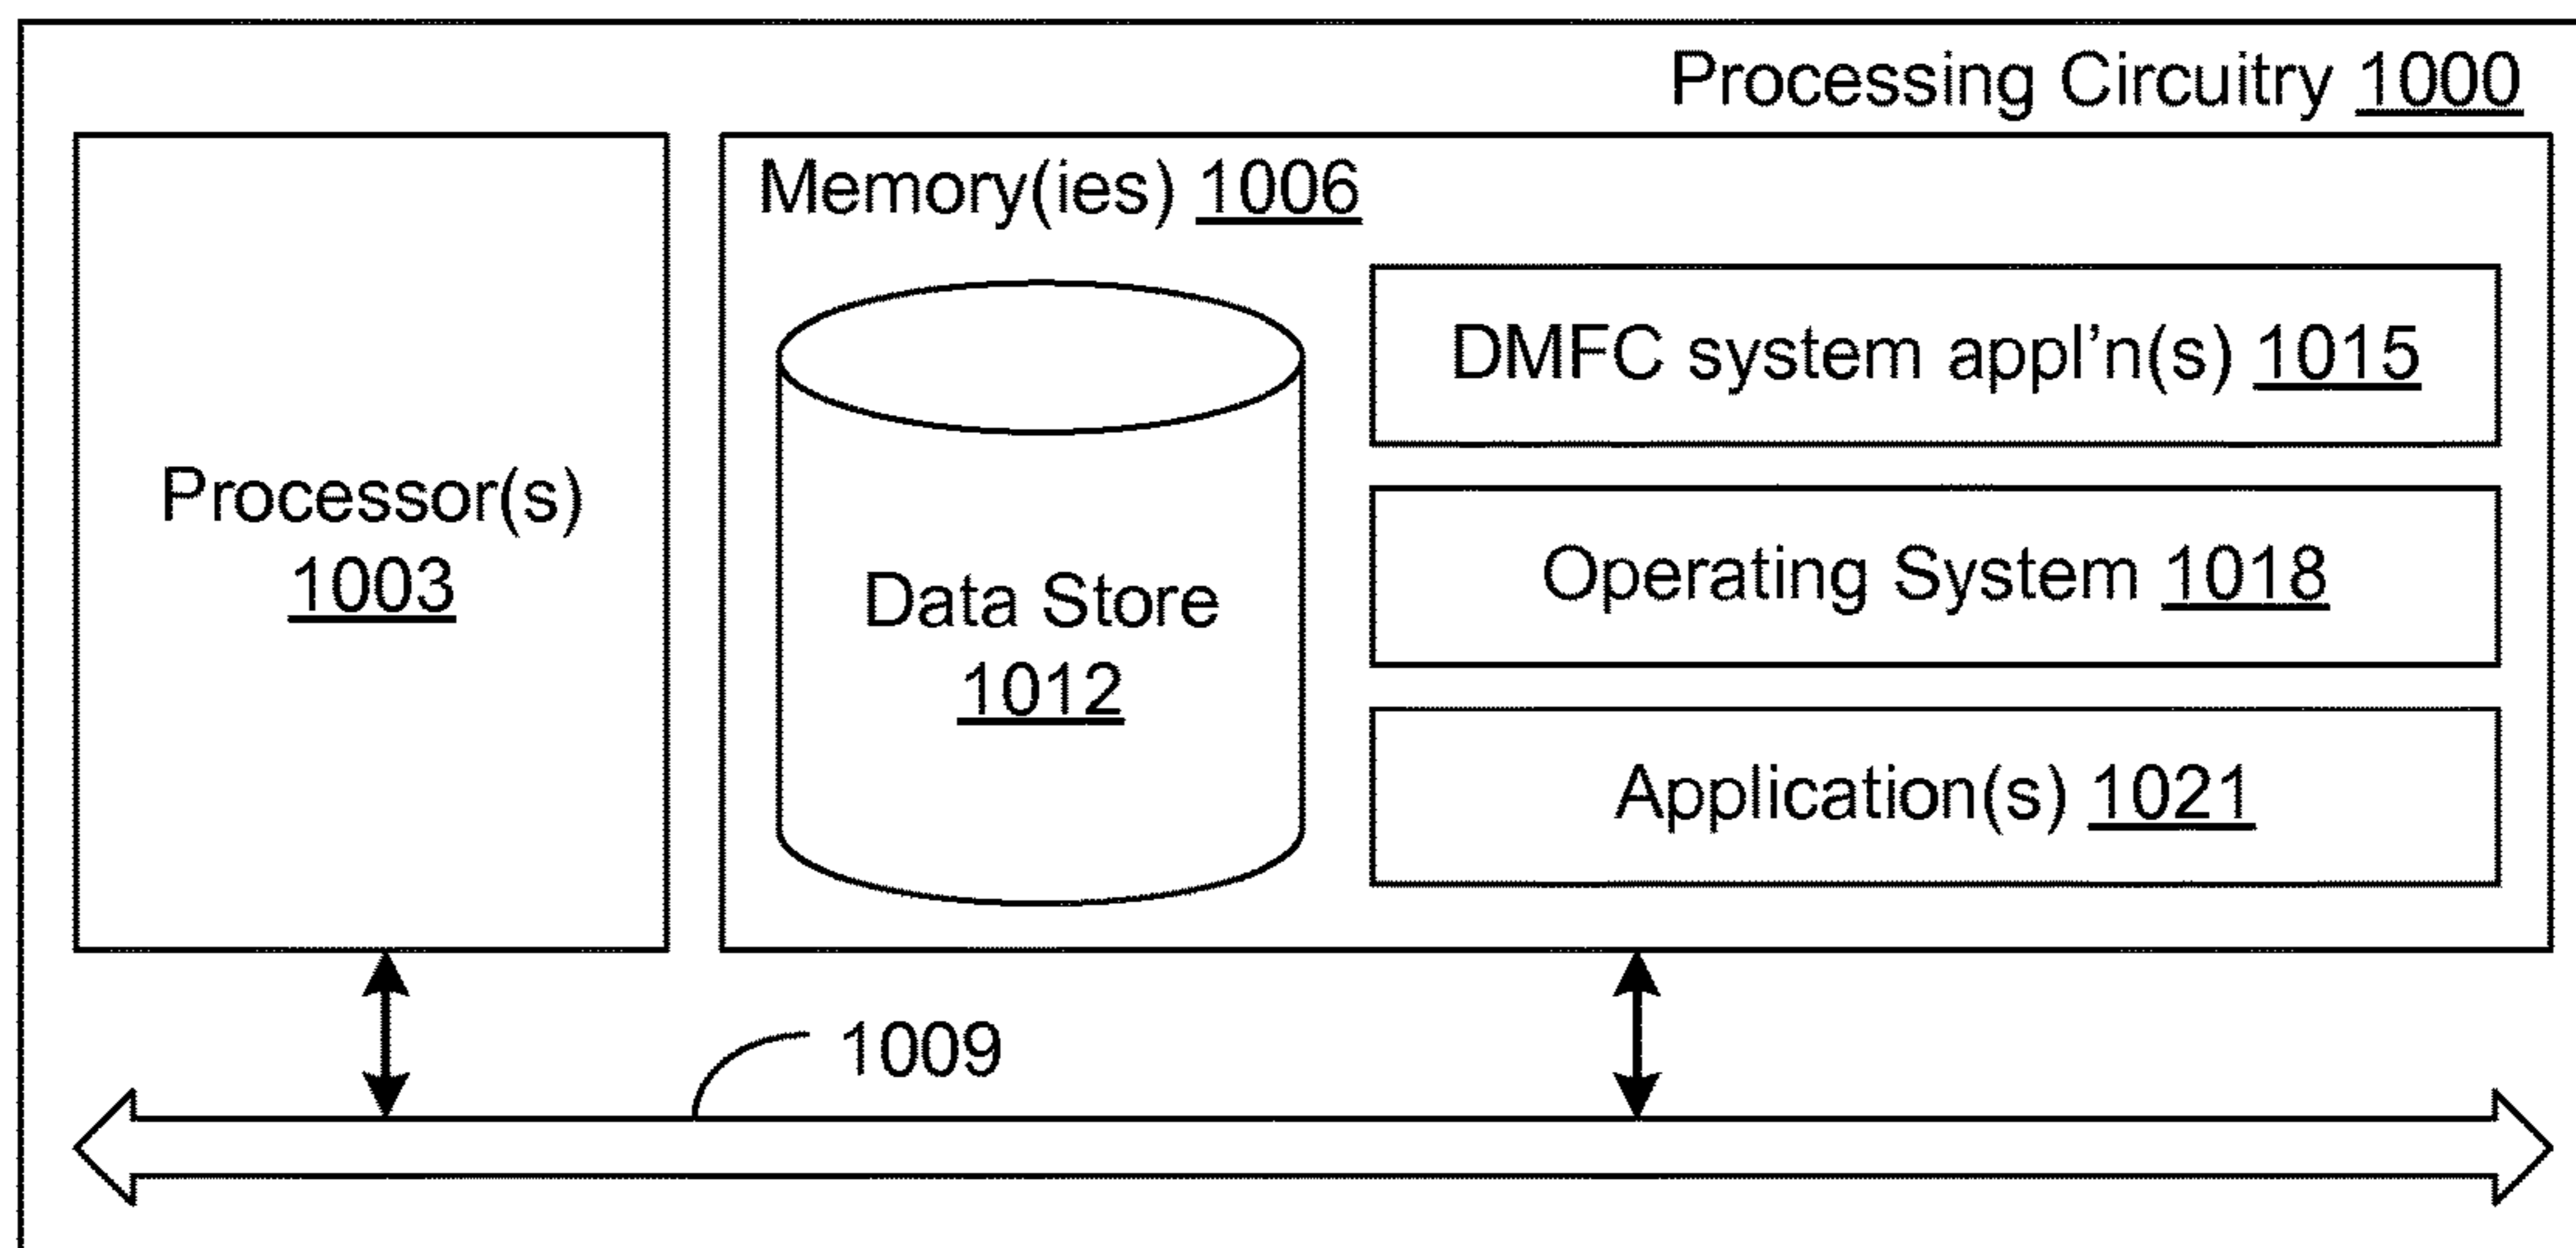 Processing Circuitry 1000
Memory(ies) 1006
Processor(s)
1003
Data Store
1012
DMFC system appl’n(s) 1015
Operating System 1018
Application(s) 1021
1009